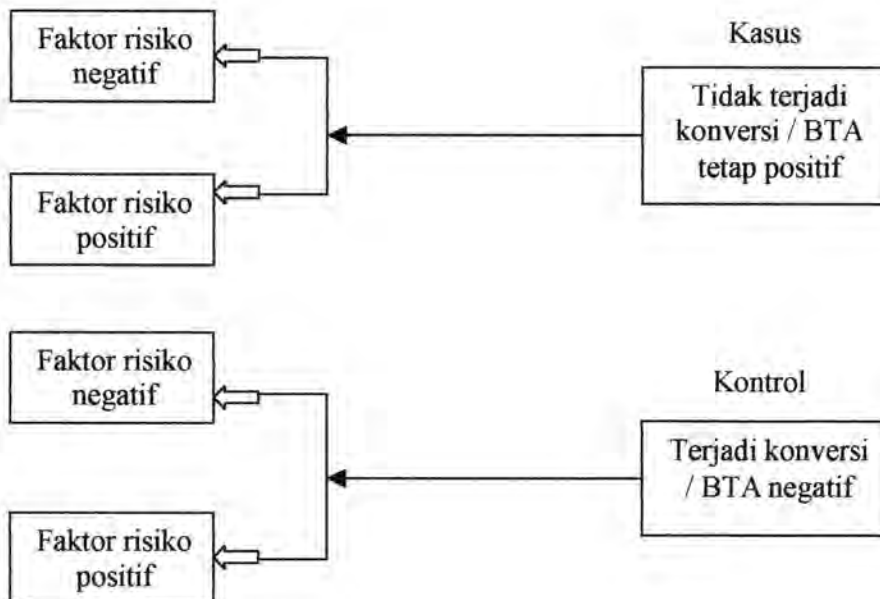 Faktor risiko
negatif
Kasus
Tidak terjadi
konversi / BTA
tetap positif
Faktor risiko
positif
Faktor risiko
negatif
Kontrol
Terjadi konversi
/ BTA negatif
Faktor risiko
positif